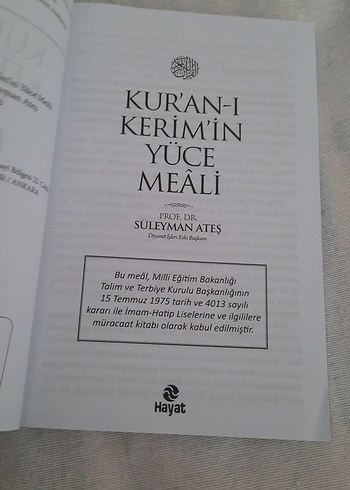 KUR'AN-I
KERİM'İN
YÜCE
MEÂLİ
PROF. DR.
SÜLEYMAN ATEŞ
Diyanet İşleri Eski Başkanı
Bu meâl, Milli Eğitim Bakanlığı
Talim ve Terbiye Kurulu Başkanlığının
15 Temmuz 1975 tarih ve 4013 sayılı
kararı ile İmam-Hatip Liselerine ve ilgililere
müracaat kitabı olarak kabul edilmiştir.
Hayat
/ ANKARA